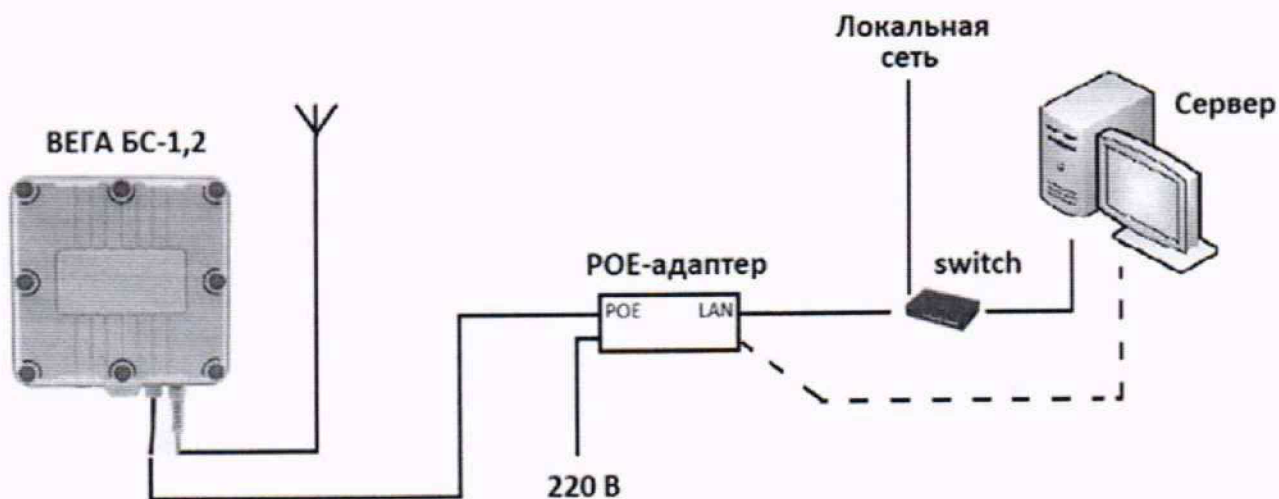 Локальная
сеть
Сервер
ВЕГА БС-1,2
POE-адаптер
switch
POE
LAN
220 В